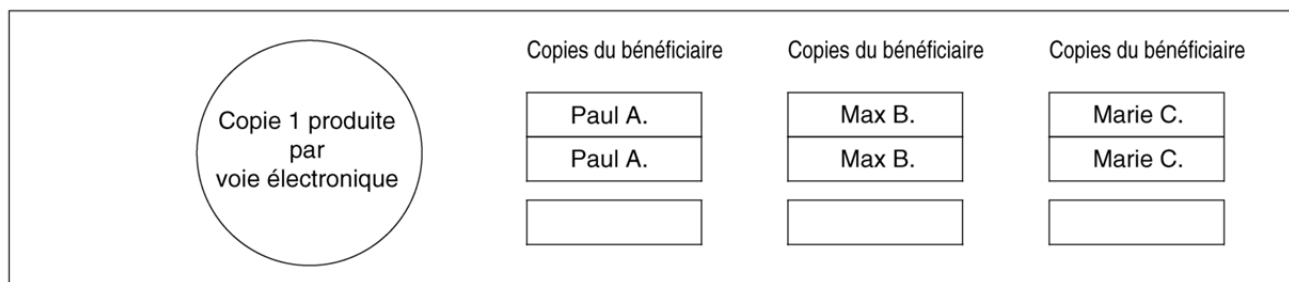 Copie 1 produite
par
voie électronique
Copies du bénéficiaire
Paul A.
Paul A.
Copies du bénéficiaire
Max B.
Max B.
Copies du bénéficiaire
Marie C.
Marie C.